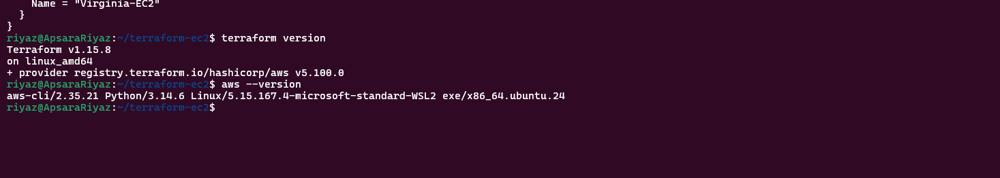 Name = "Virginia-EC2"
}
}
riyaz@ApsaraRiyaz:~/terraform-ec2$ terraform version
Terraform v1.15.8
on linux_amd64
+ provider registry.terraform.io/hashicorp/aws v5.100.0
riyaz@ApsaraRiyaz:~/terraform-ec2$ aws --version
aws-cli/2.35.21 Python/3.14.6 Linux/5.15.167.4-microsoft-standard-WSL2 exe/x86_64.ubuntu.24
riyaz@ApsaraRiyaz:~/terraform-ec2$